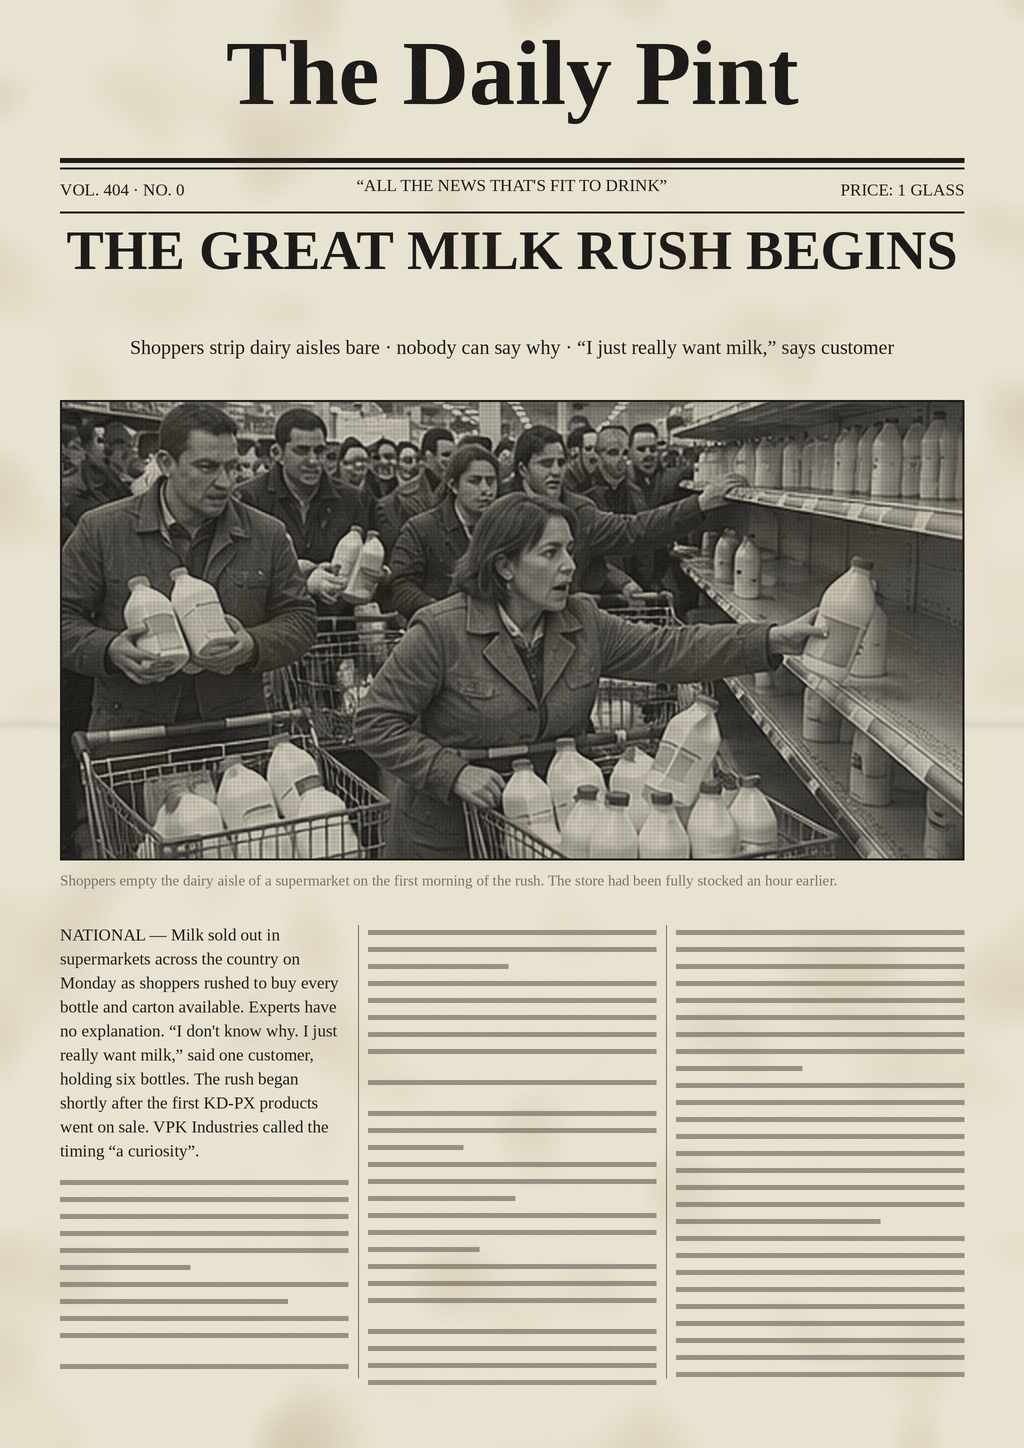 The Daily Pint
VOL. 404 · NO. 0
“ALL THE NEWS THAT'S FIT TO DRINK”
PRICE: 1 GLASS
THE GREAT MILK RUSH BEGINS
Shoppers strip dairy aisles bare · nobody can say why · “I just really want milk,” says customer
Shoppers empty the dairy aisle of a supermarket on the first morning of the rush. The store had been fully stocked an hour earlier.
NATIONAL — Milk sold out in
supermarkets across the country on
Monday as shoppers rushed to buy every
bottle and carton available. Experts have
no explanation. “I don't know why. I just
really want milk,” said one customer,
holding six bottles. The rush began
shortly after the first KD-PX products
went on sale. VPK Industries called the
timing “a curiosity”.